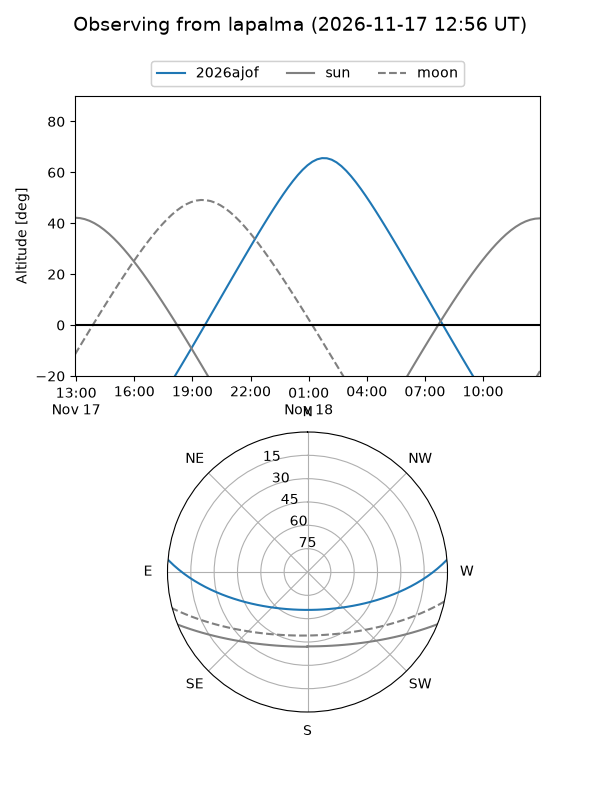 Observing from lapalma (2026-11-17 12:56 UT)
2026ajof sun moon
Altitude [deg]
80
60
40
20
0
−20
13:00 16:00 19:00 22:00 01:00 04:00 07:00 10:00
Nov 17 Nov 18
N
NE NW
15
30
45
60
75
E W
SE SW
S